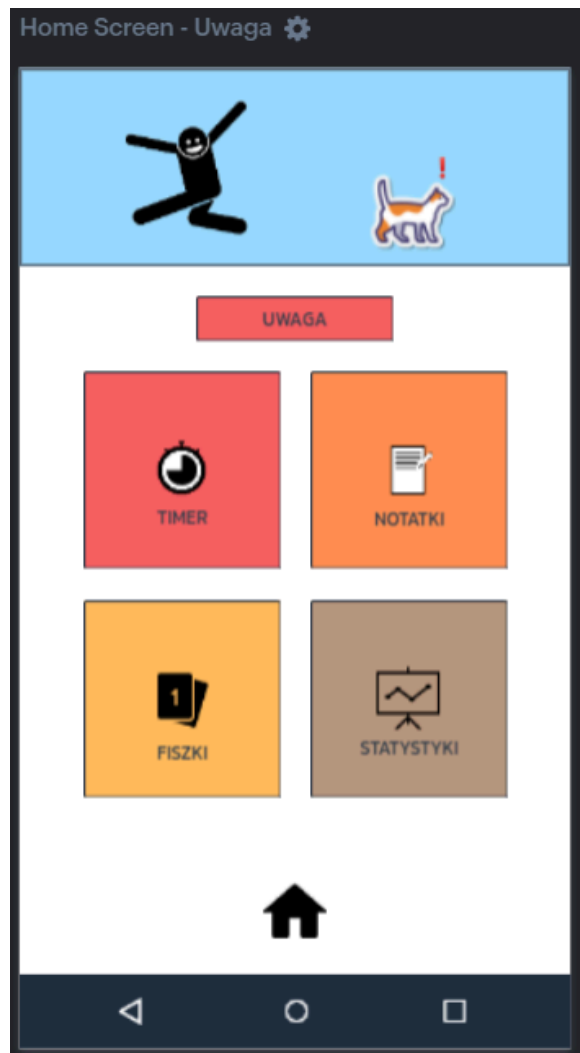 Home Screen - Uwaga
!
UWAGA
TIMER
NOTATKI
1
FISZKI
STATYSTYKI